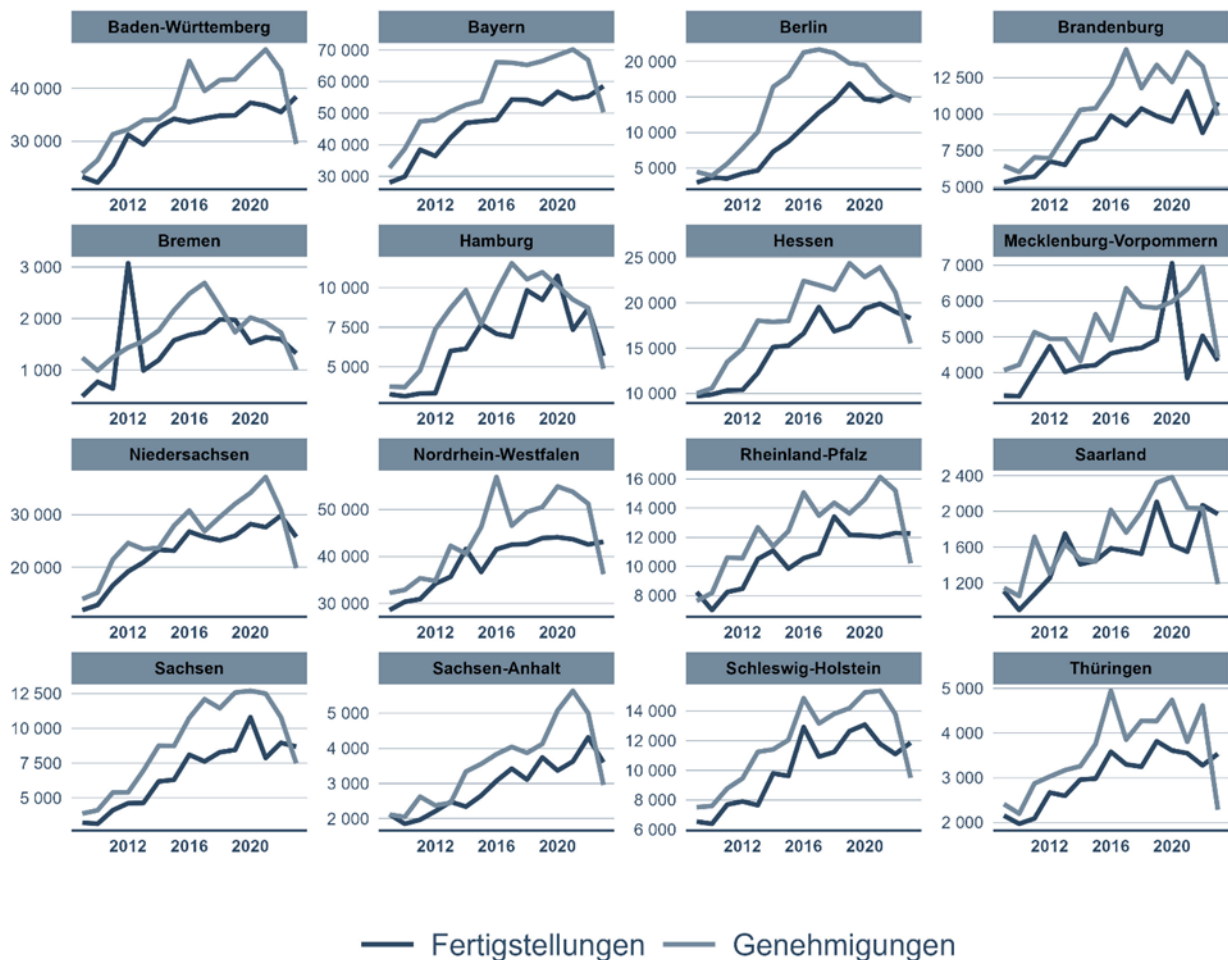 Baden-Württemberg
Bayern
Berlin
Brandenburg
40 000
30 000
2012 2016 2020
70 000
60 000
50 000
40 000
30 000
2012 2016 2020
20 000
15 000
10 000
5 000
2012 2016 2020
12 500
10 000
7 500
5 000
2012 2016 2020
Bremen
Hamburg
Hessen
Mecklenburg-Vorpommern
3 000
2 000
1 000
2012 2016 2020
10 000
7 500
5 000
2012 2016 2020
25 000
20 000
15 000
10 000
2012 2016 2020
7 000
6 000
5 000
4 000
2012 2016 2020
Niedersachsen
Nordrhein-Westfalen
Rheinland-Pfalz
Saarland
30 000
20 000
2012 2016 2020
50 000
40 000
30 000
2012 2016 2020
16 000
14 000
12 000
10 000
8 000
2012 2016 2020
2 400
2 000
1 600
1 200
2012 2016 2020
Sachsen
Sachsen-Anhalt
Schleswig-Holstein
Thüringen
12 500
10 000
7 500
5 000
2012 2016 2020
5 000
4 000
3 000
2 000
2012 2016 2020
14 000
12 000
10 000
8 000
6 000
2012 2016 2020
5 000
4 000
3 000
2 000
2012 2016 2020
Fertigstellungen Genehmigungen